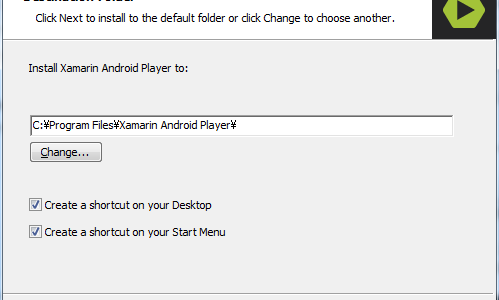 Click Next to install to the default folder or click Change to choose another.
Install Xamarin Android Player to:
C:¥Program Files¥Xamarin Android Player¥
Change...
Create a shortcut on your Desktop
Create a shortcut on your Start Menu